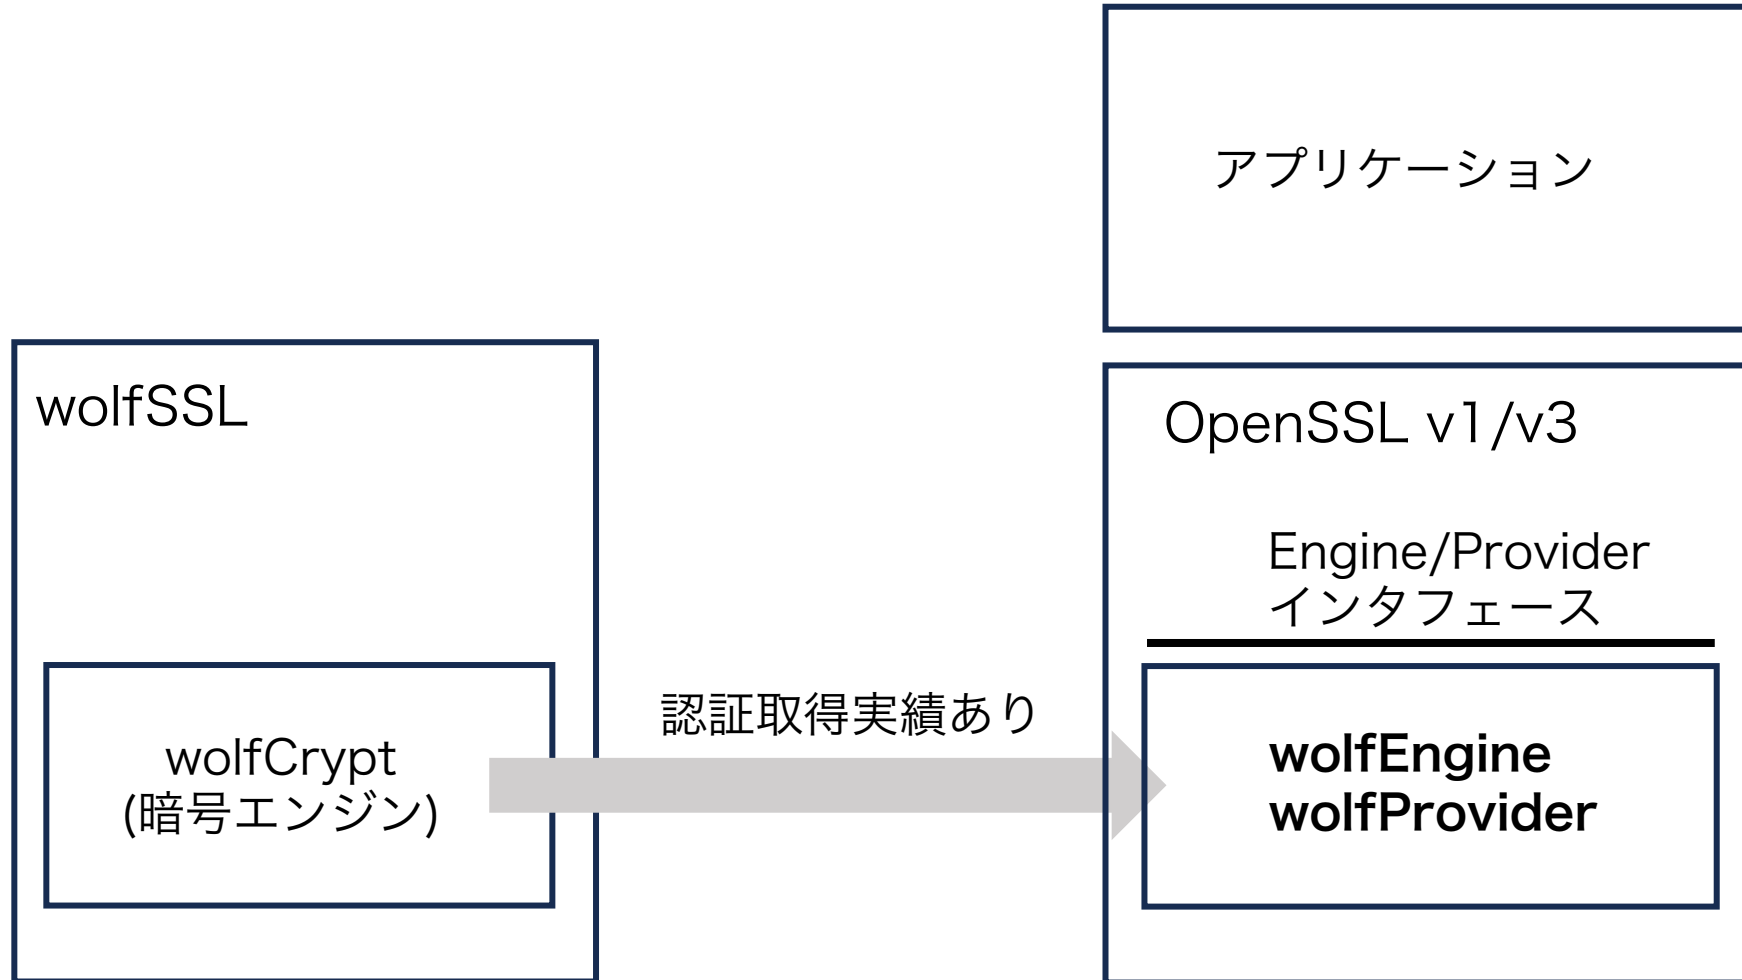 アプリケーション
wolfSSL
OpenSSL v1/v3
Engine/Provider
インタフェース
認証取得実績あり
wolfCrypt
(暗号エンジン)
wolfEngine
wolfProvider